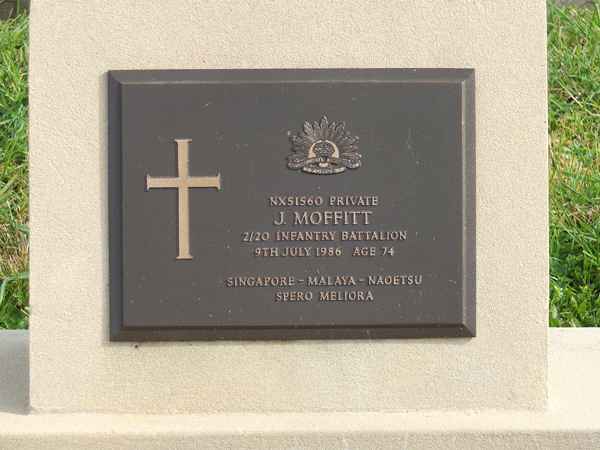 NX51560 PRIVATE
J. MOFFITT
2/20 INFANTRY BATTALION
9TH JULY 1986 AGE 74
SINGAPORE - MALAYA - NAOETSU
SPERO MELIORA